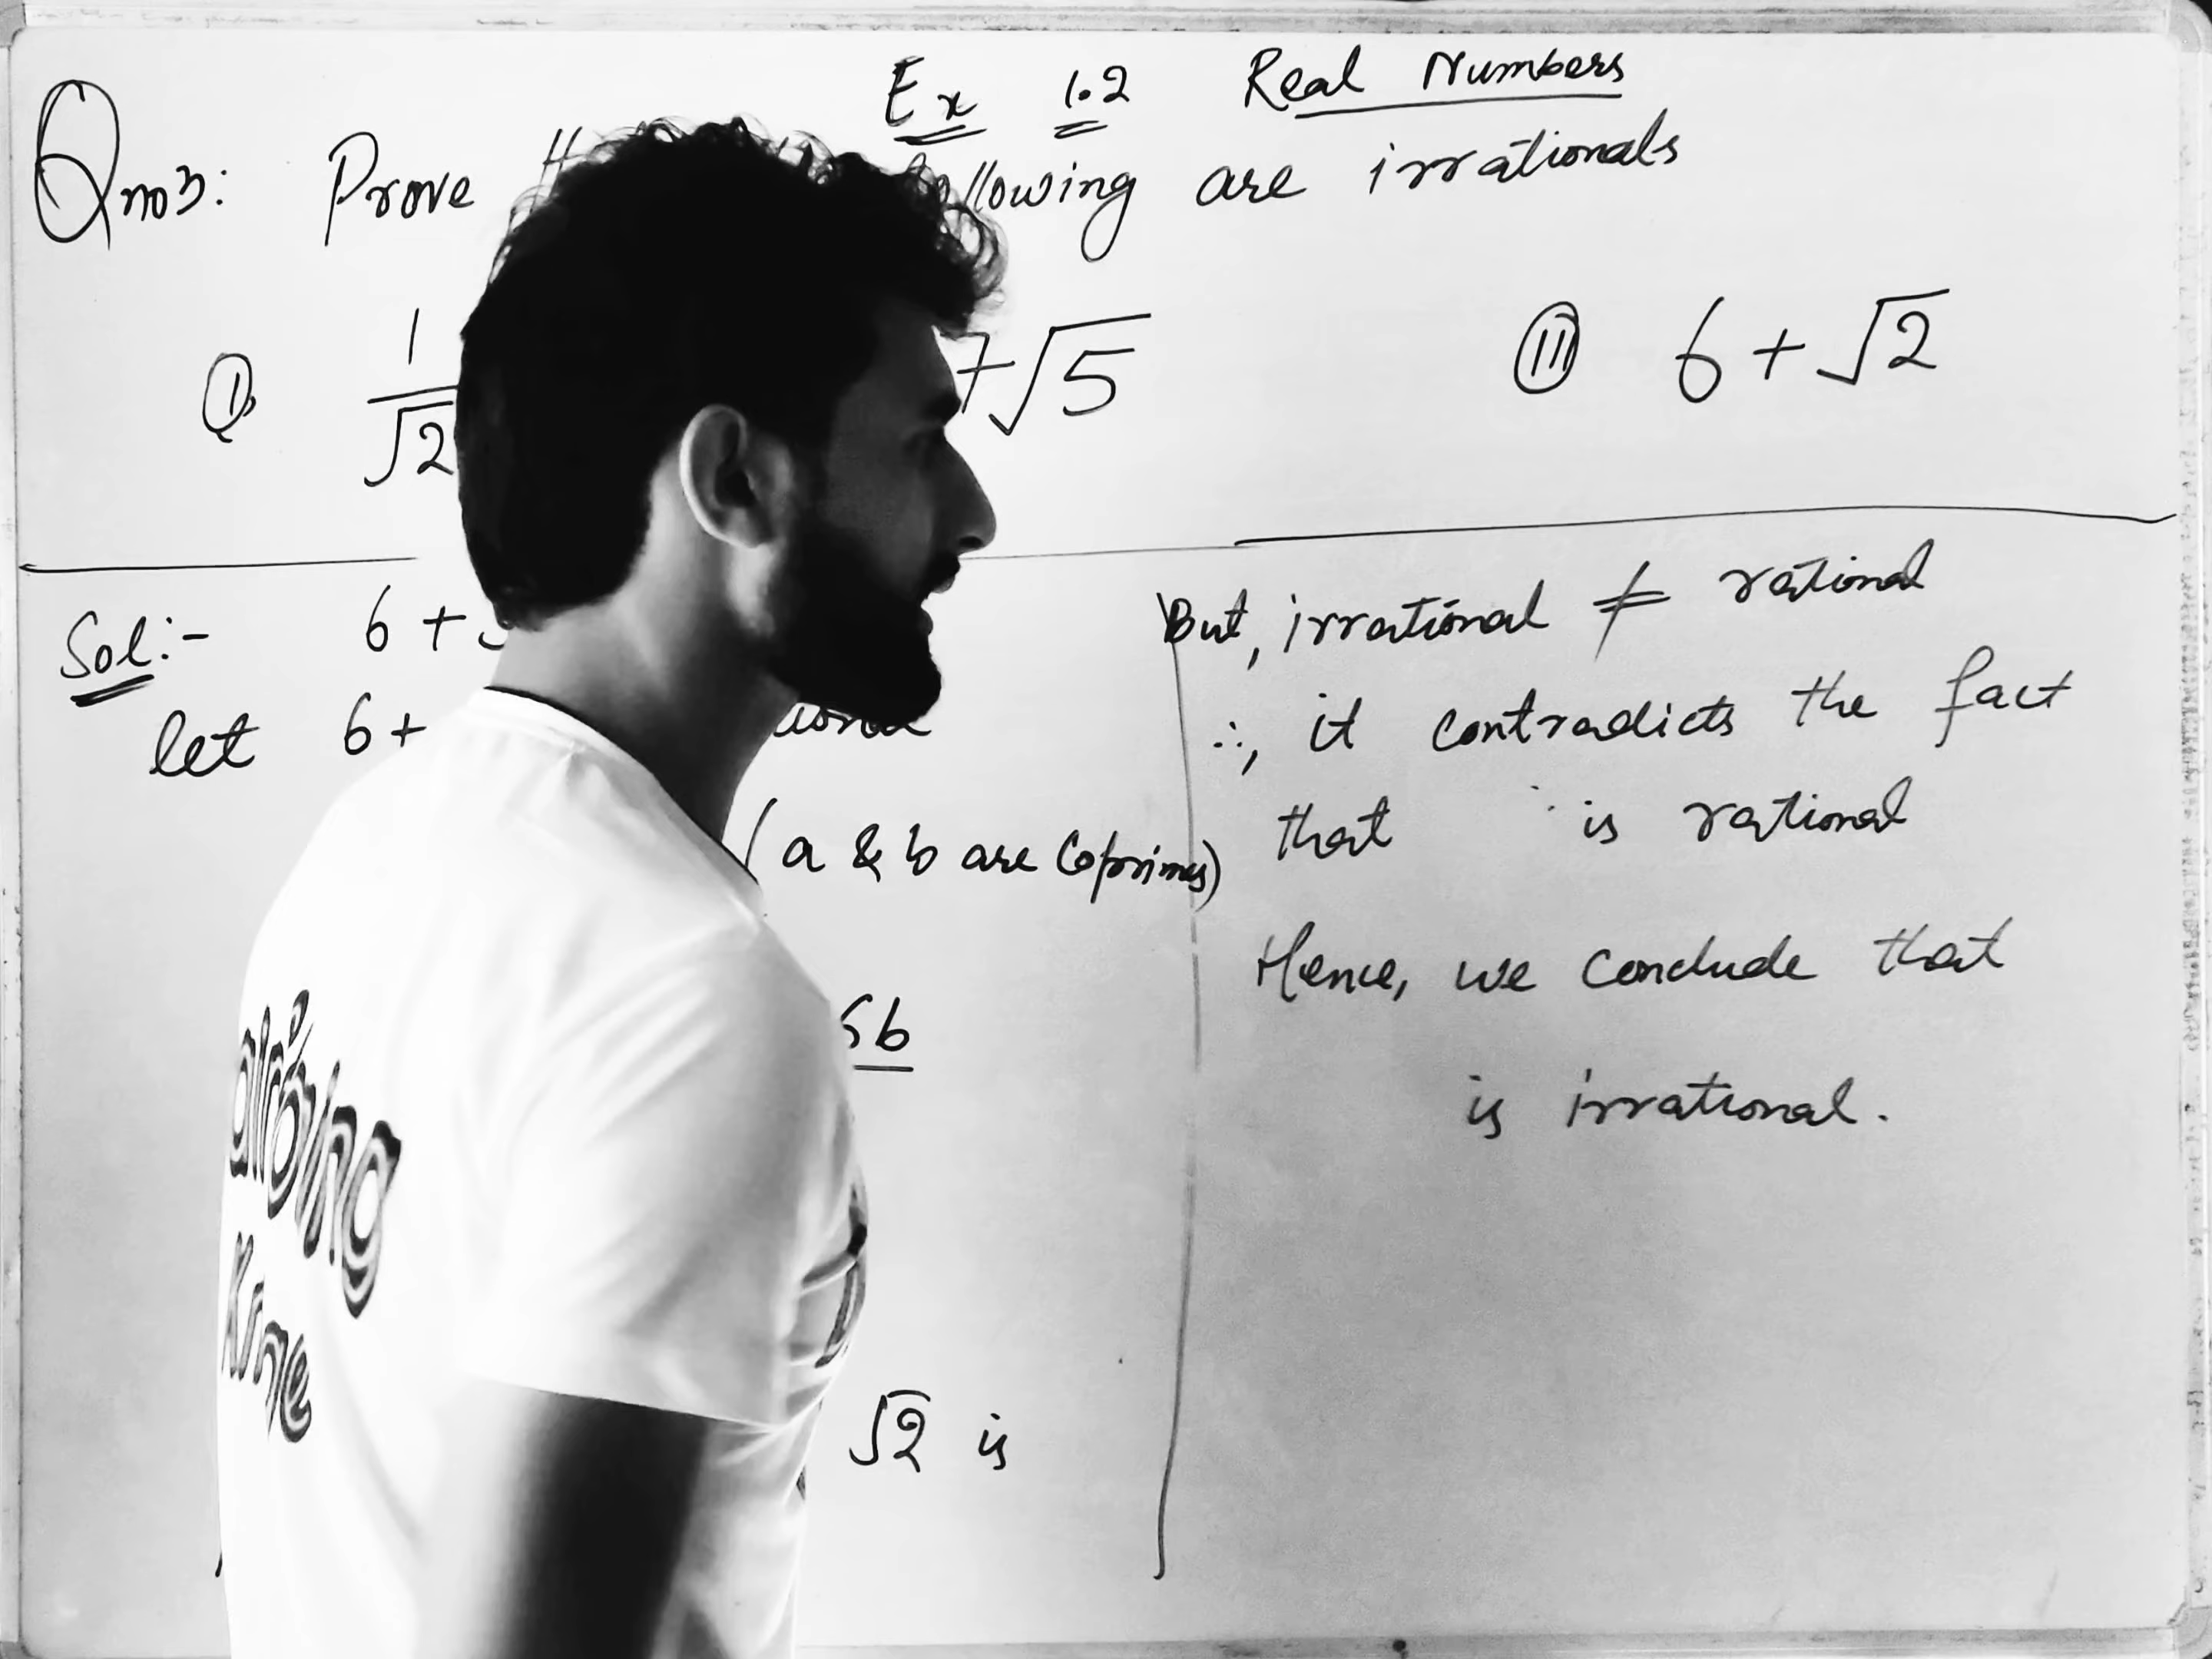 Ex 1.2 Real Numbers
Qno3: Prove following are irrationals
① 1/√2 7√5 ⑪ 6+√2
Sol:- 6+
let 6+
(a & b are Coprimes)
6b
√2 is
But, irrational ≠ rational
∴, it contradicts the fact
that is rational
Hence, we conclude that
is irrational.